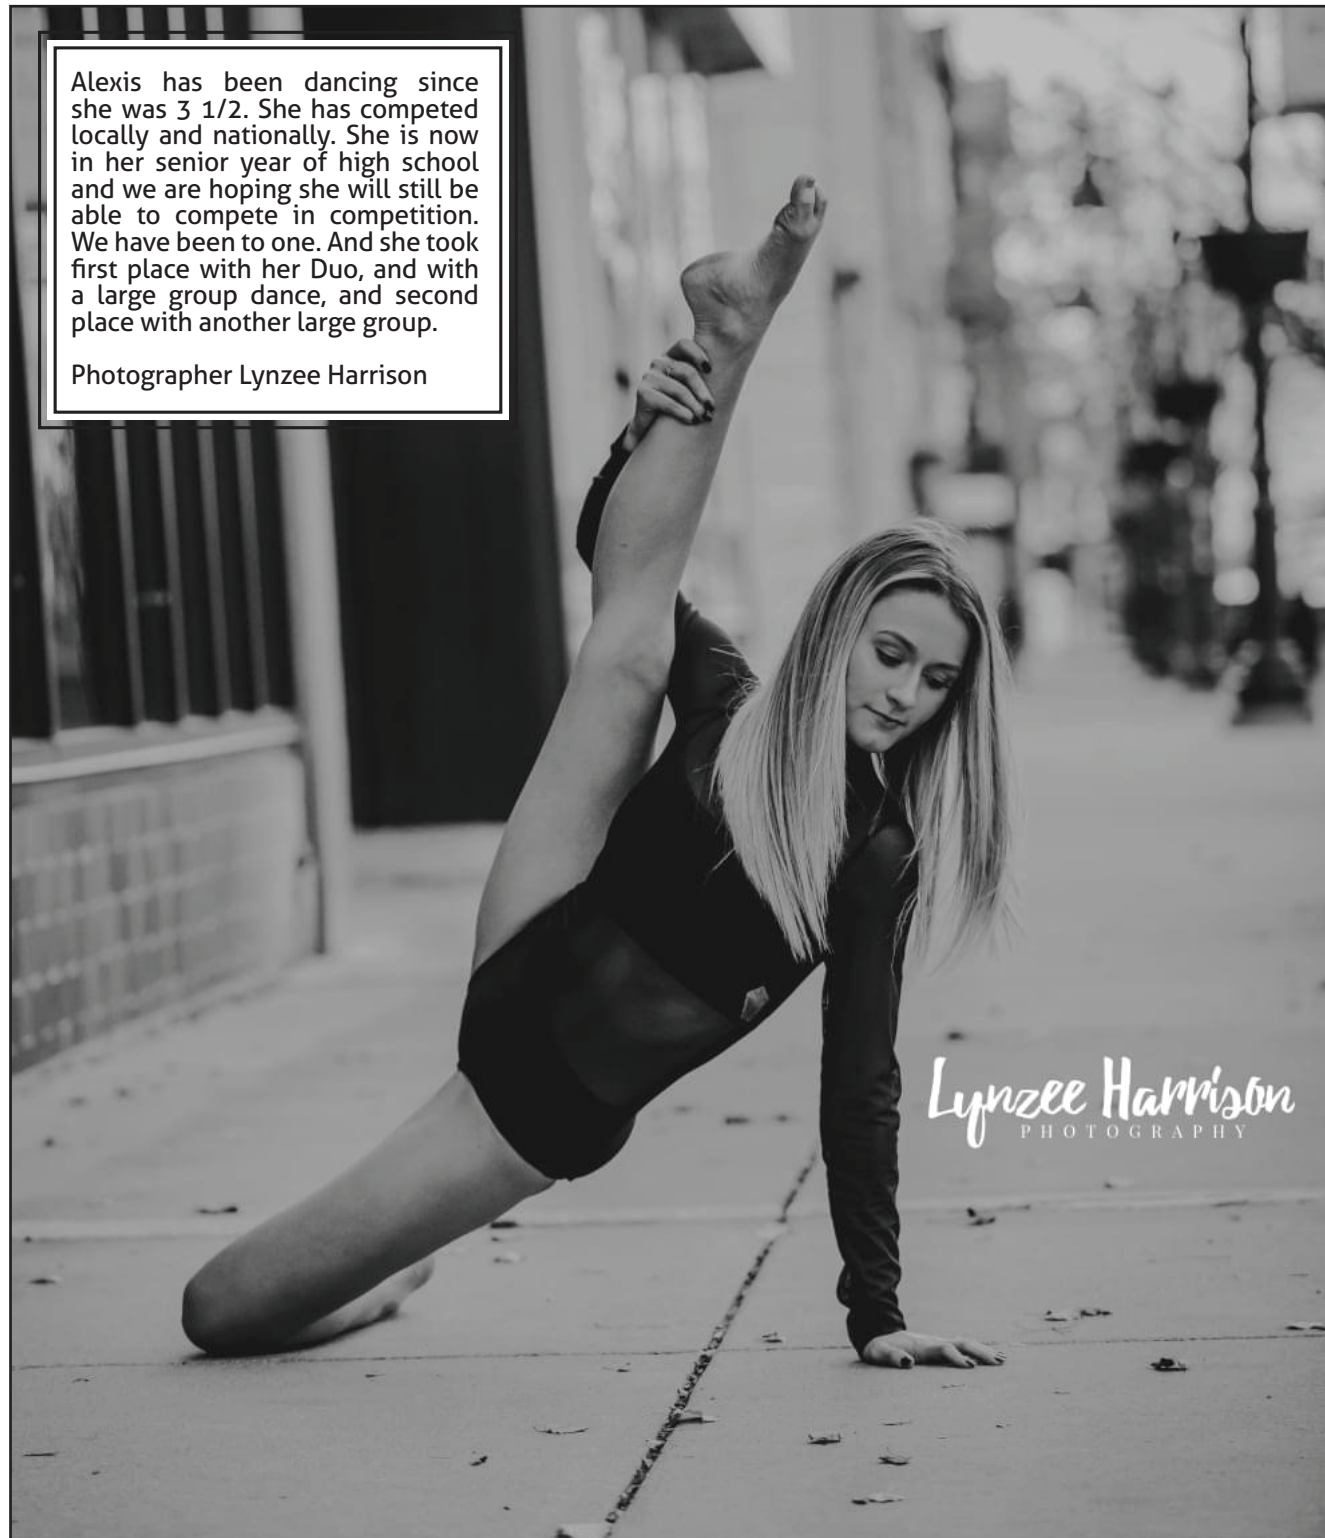 Alexis has been dancing since
she was 3 1/2. She has competed
locally and nationally. She is now
in her senior year of high school
and we are hoping she will still be
able to compete in competition.
We have been to one. And she took
first place with her Duo, and with
a large group dance, and second
place with another large group.
Photographer Lynzee Harrison
Lynzee Harrison
PHOTOGRAPHY